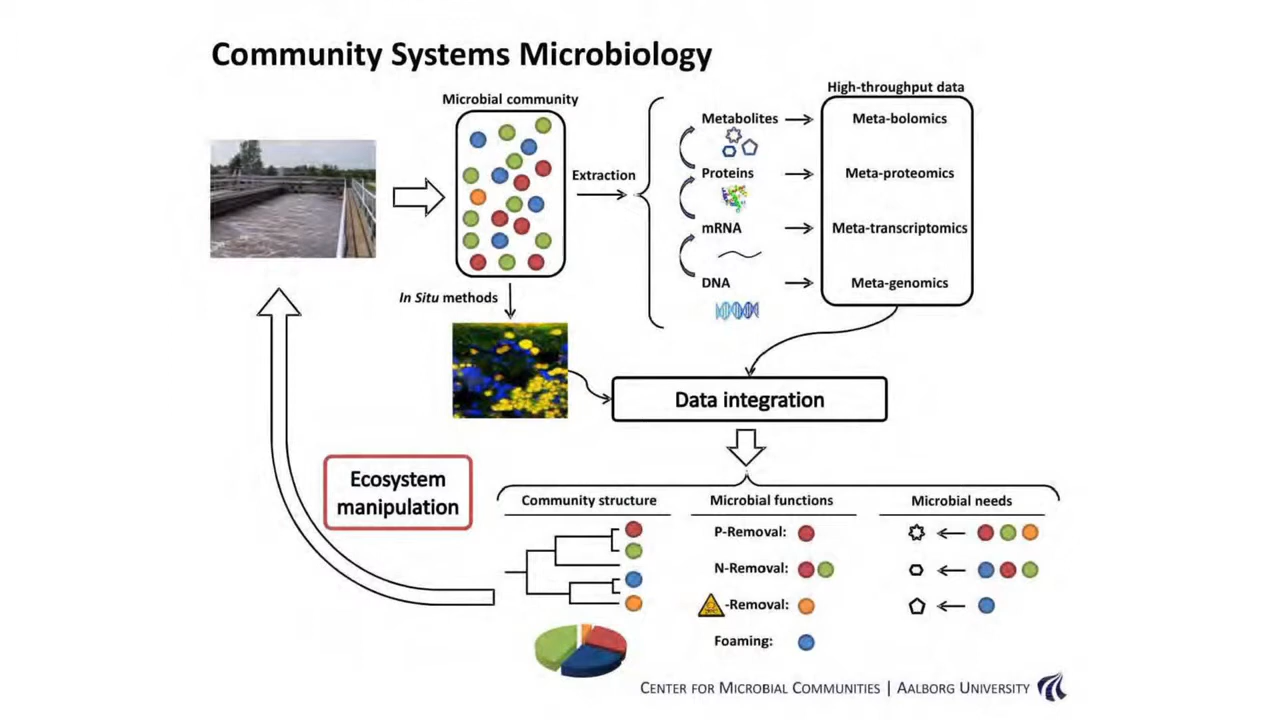 Community Systems Microbiology
High-throughput data
Microbial community
Metabolites
Meta-bolomics
Extraction
Proteins
Meta-proteomics
mRNA
Meta-transcriptomics
DNA
Meta-genomics
In Situ methods
Data integration
Ecosystem
manipulation
Community structure
Microbial functions
Microbial needs
P-Removal:
N-Removal:
-Removal:
Foaming:
CENTER FOR MICROBIAL COMMUNITIES | AALBORG UNIVERSITY